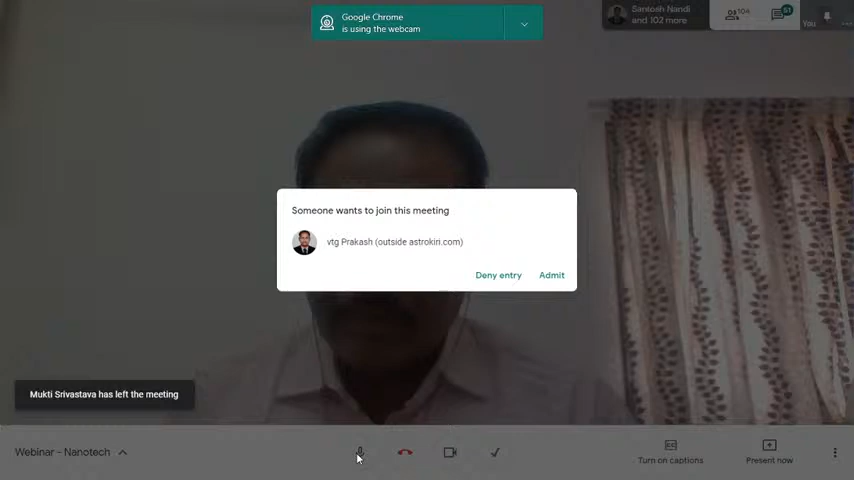 Google Chrome
is using the webcam
Santosh Nandi
and 102 more
104
51
You
Someone wants to join this meeting
vtg Prakash (outside astrokiri.com)
Deny entry
Admit
Mukti Srivastava has left the meeting
Webinar - Nanotech
Turn on captions
Present now